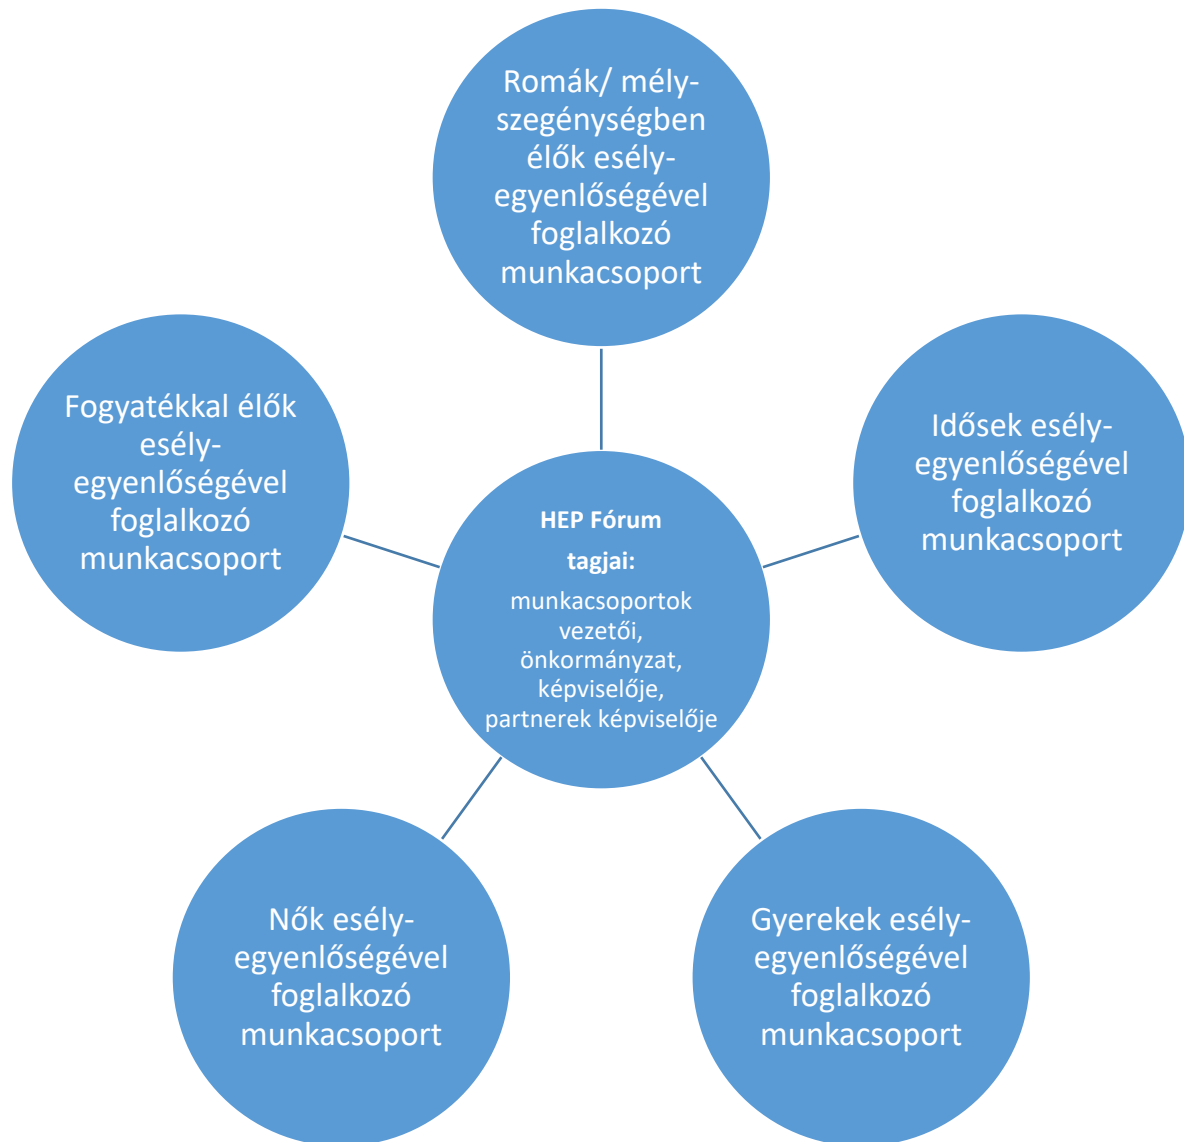 Romák/ mély-
szegénységben
élők esély-
egyenlőségével
foglalkozó
munkacsoport
Fogyatékkal élők
esély-
egyenlőségével
foglalkozó
munkacsoport
Idősek esély-
egyenlőségével
foglalkozó
munkacsoport
HEP Fórum
tagjai:
munkacsoportok
vezetői,
önkormányzat,
képviselője,
partnerek képviselője
Nők esély-
egyenlőségével
foglalkozó
munkacsoport
Gyerekek esély-
egyenlőségével
foglalkozó
munkacsoport